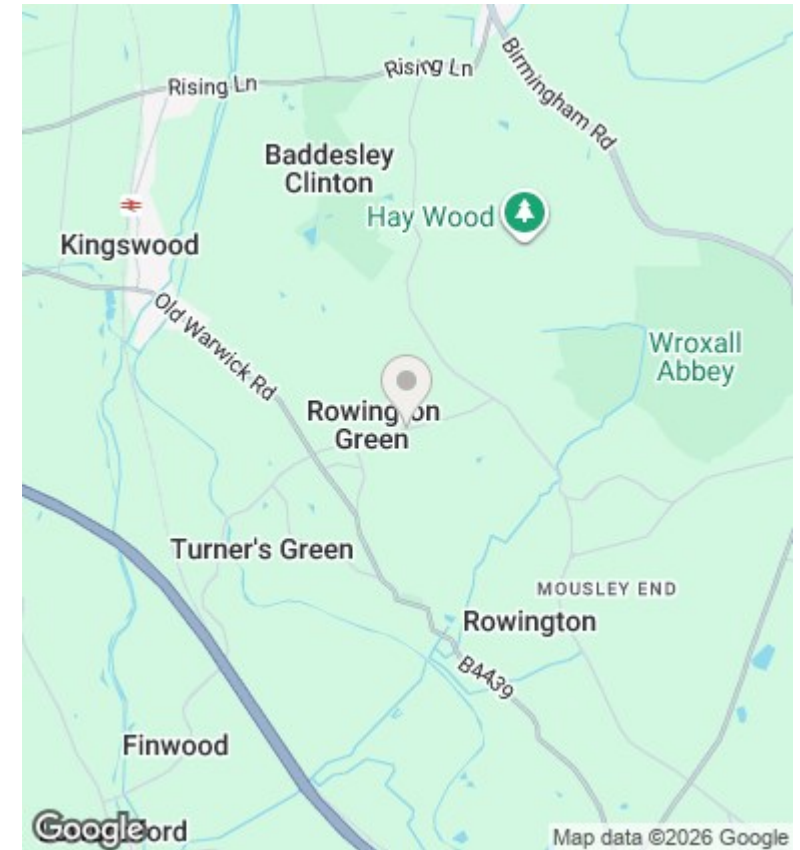 Rising Ln
Rising Ln
Birmingham Rd
Baddesley
Clinton
Hay Wood
Kingswood
Old Warwick Rd
Wroxall
Abbey
Rowington
Green
Turner's Green
MOUSLEY END
Rowington
B4439
Finwood
Google
ord
Map data ©2026 Google